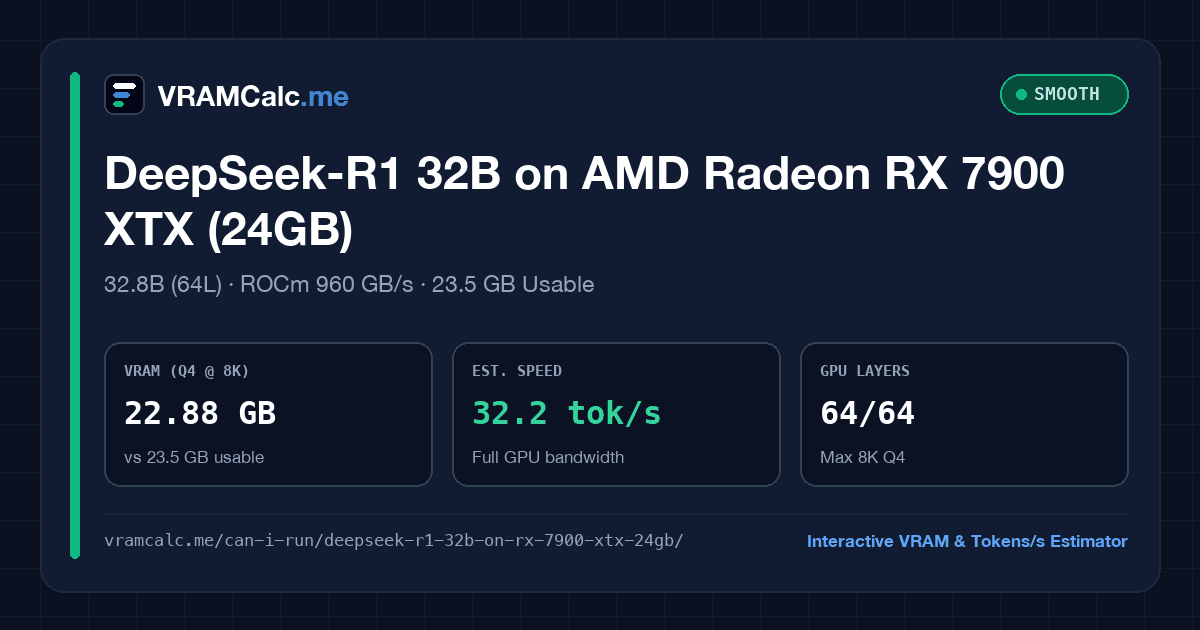 VRAMCalc.me
SMOOTH
DeepSeek-R1 32B on AMD Radeon RX 7900
XTX (24GB)
32.8B (64L) · ROCm 960 GB/s · 23.5 GB Usable
VRAM (Q4 @ 8K)
22.88 GB
vs 23.5 GB usable
EST. SPEED
32.2 tok/s
Full GPU bandwidth
GPU LAYERS
64/64
Max 8K Q4
vramcalc.me/can-i-run/deepseek-r1-32b-on-rx-7900-xtx-24gb/
Interactive VRAM & Tokens/s Estimator